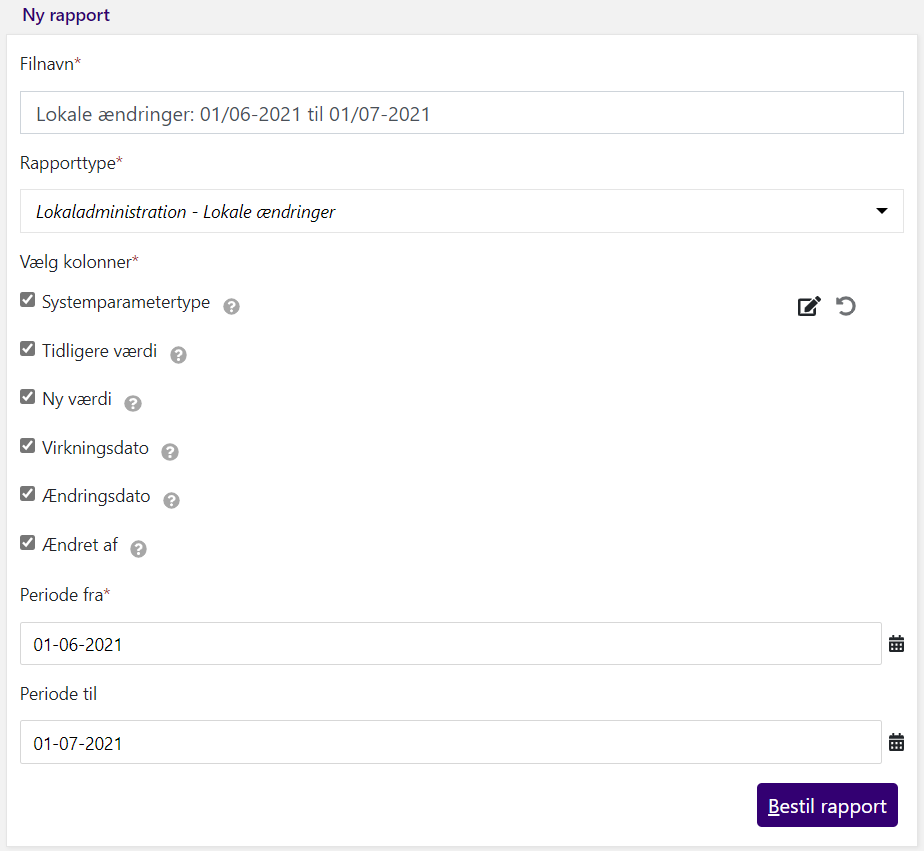 Ny rapport
Filnavn*
Lokale ændringer: 01/06-2021 til 01/07-2021
Rapporttype*
Lokaladministration - Lokale ændringer
Vælg kolonner*
Systemparametertype ?
Tidligere værdi ?
Ny værdi ?
Virkningsdato ?
Ændringsdato ?
Ændret af ?
Periode fra*
01-06-2021
Periode til
01-07-2021
Bestil rapport